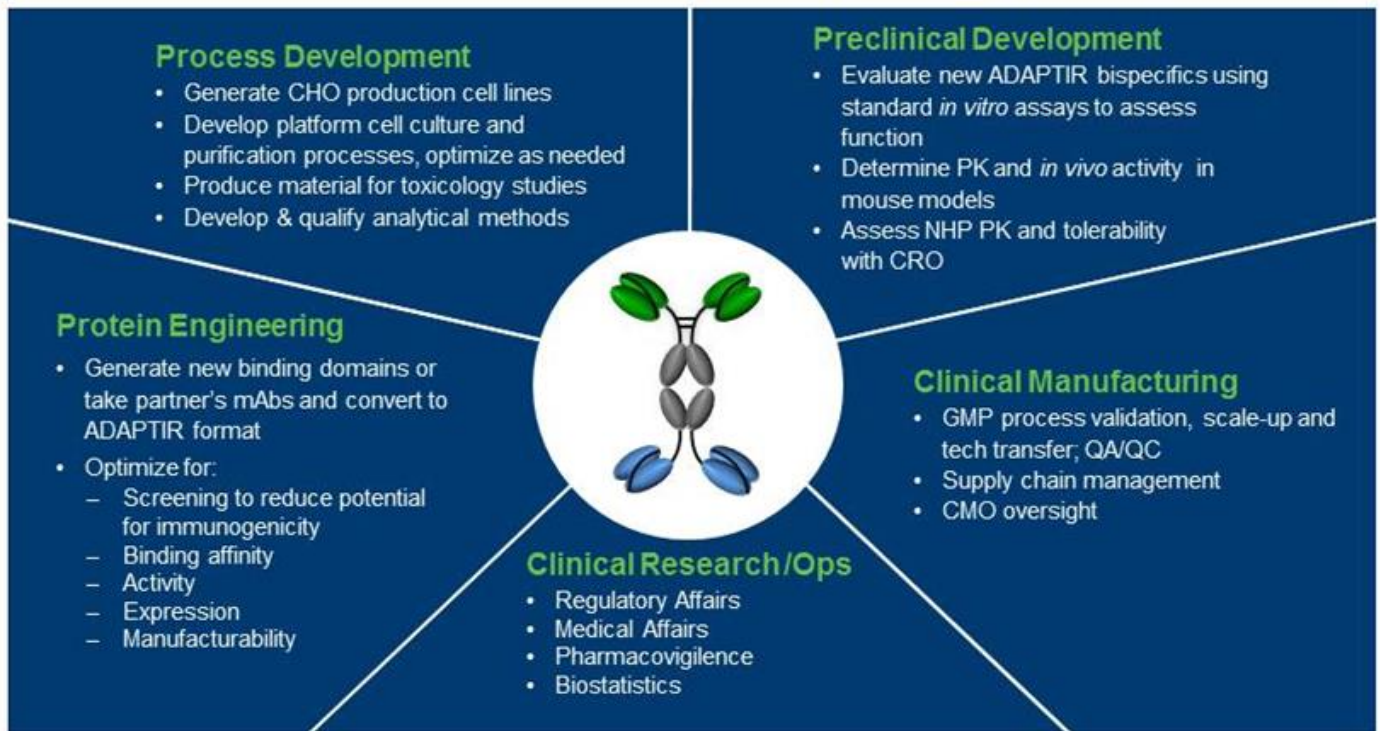 Process Development
• Generate CHO production cell lines
• Develop platform cell culture and
purification processes, optimize as needed
• Produce material for toxicology studies
• Develop & qualify analytical methods
Preclinical Development
• Evaluate new ADAPTIR bispecifics using
standard in vitro assays to assess
function
• Determine PK and in vivo activity in
mouse models
• Assess NHP PK and tolerability
with CRO
Protein Engineering
• Generate new binding domains or
take partner's mAbs and convert to
ADAPTIR format
• Optimize for:
– Screening to reduce potential
for immunogenicity
– Binding affinity
– Activity
– Expression
– Manufacturability
Clinical Manufacturing
• GMP process validation, scale-up and
tech transfer; QA/QC
• Supply chain management
• CMO oversight
Clinical Research/Ops
• Regulatory Affairs
• Medical Affairs
• Pharmacovigilence
• Biostatistics